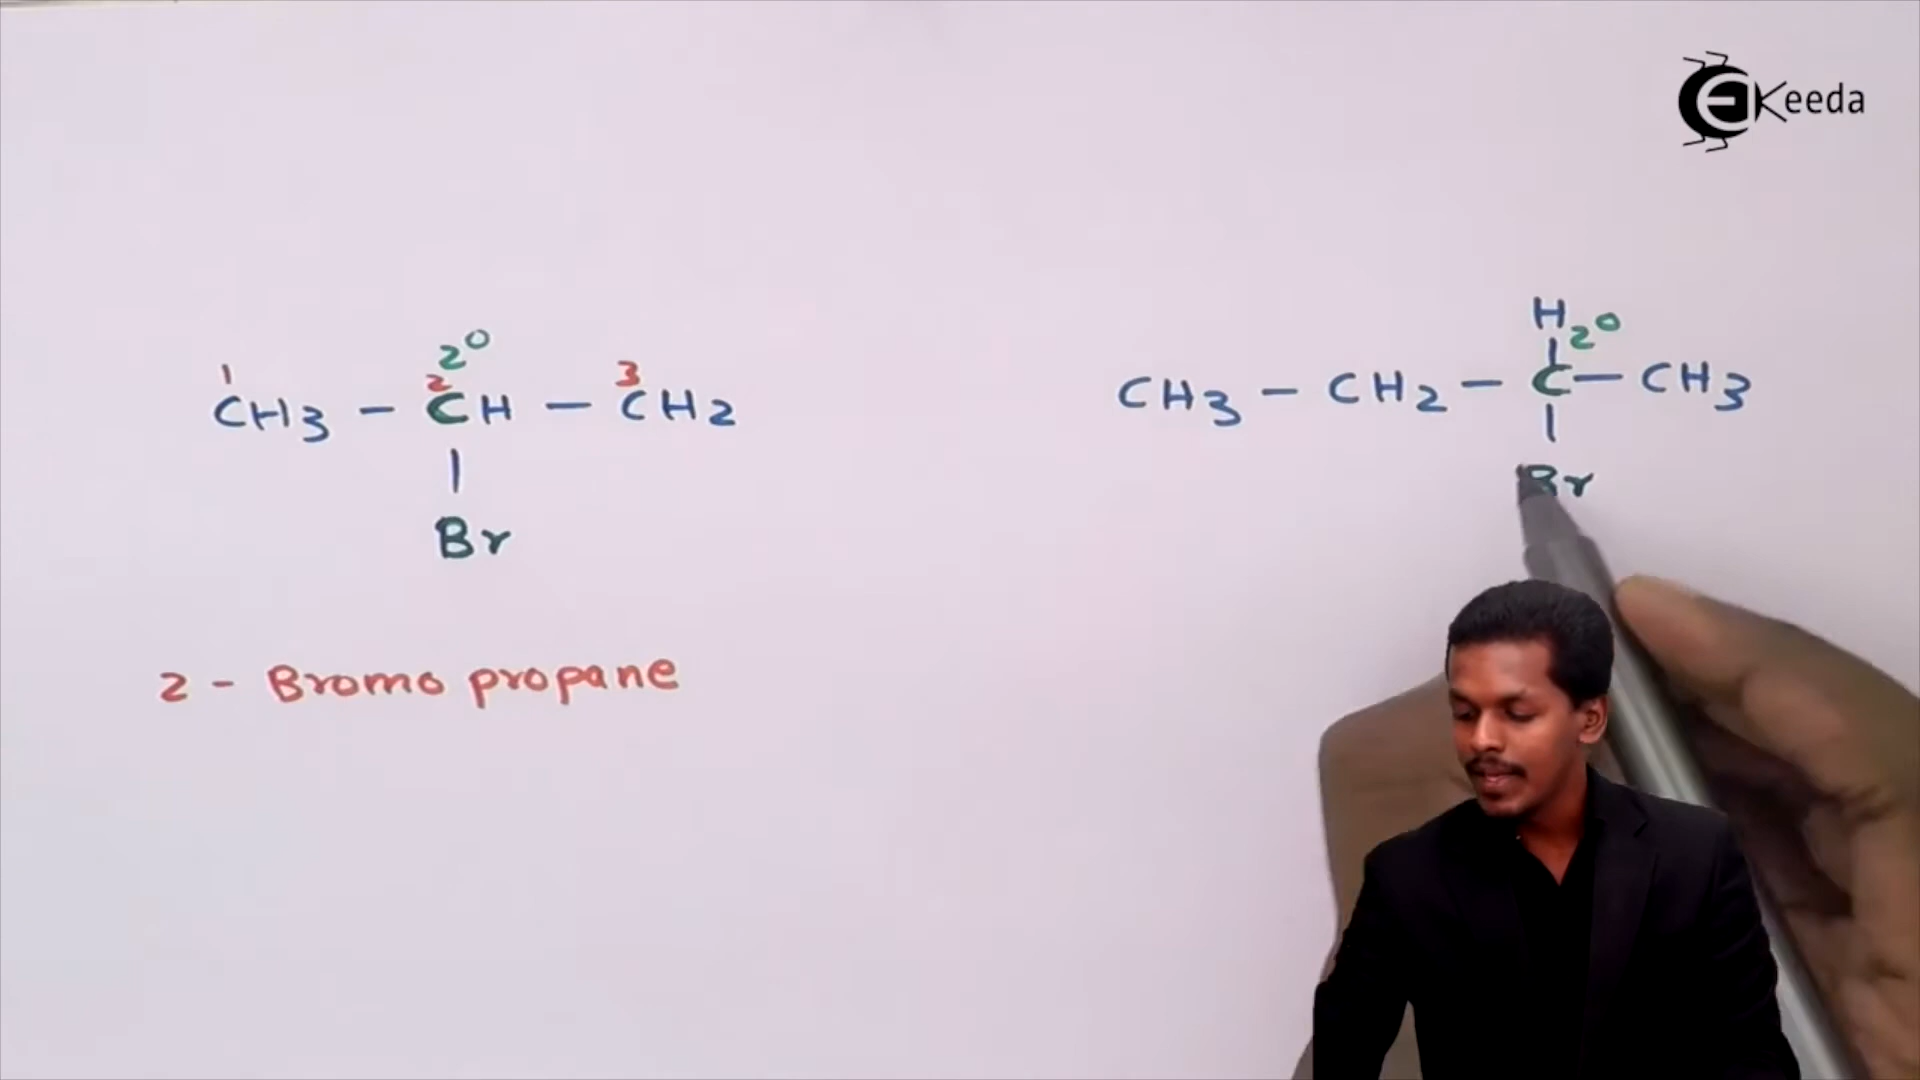 EKeeda
1 2 2° 3
CH3 - CH - CH2
|
Br
2 - Bromo propane
H 2°
|
CH3 - CH2 - C - CH3
|
Br